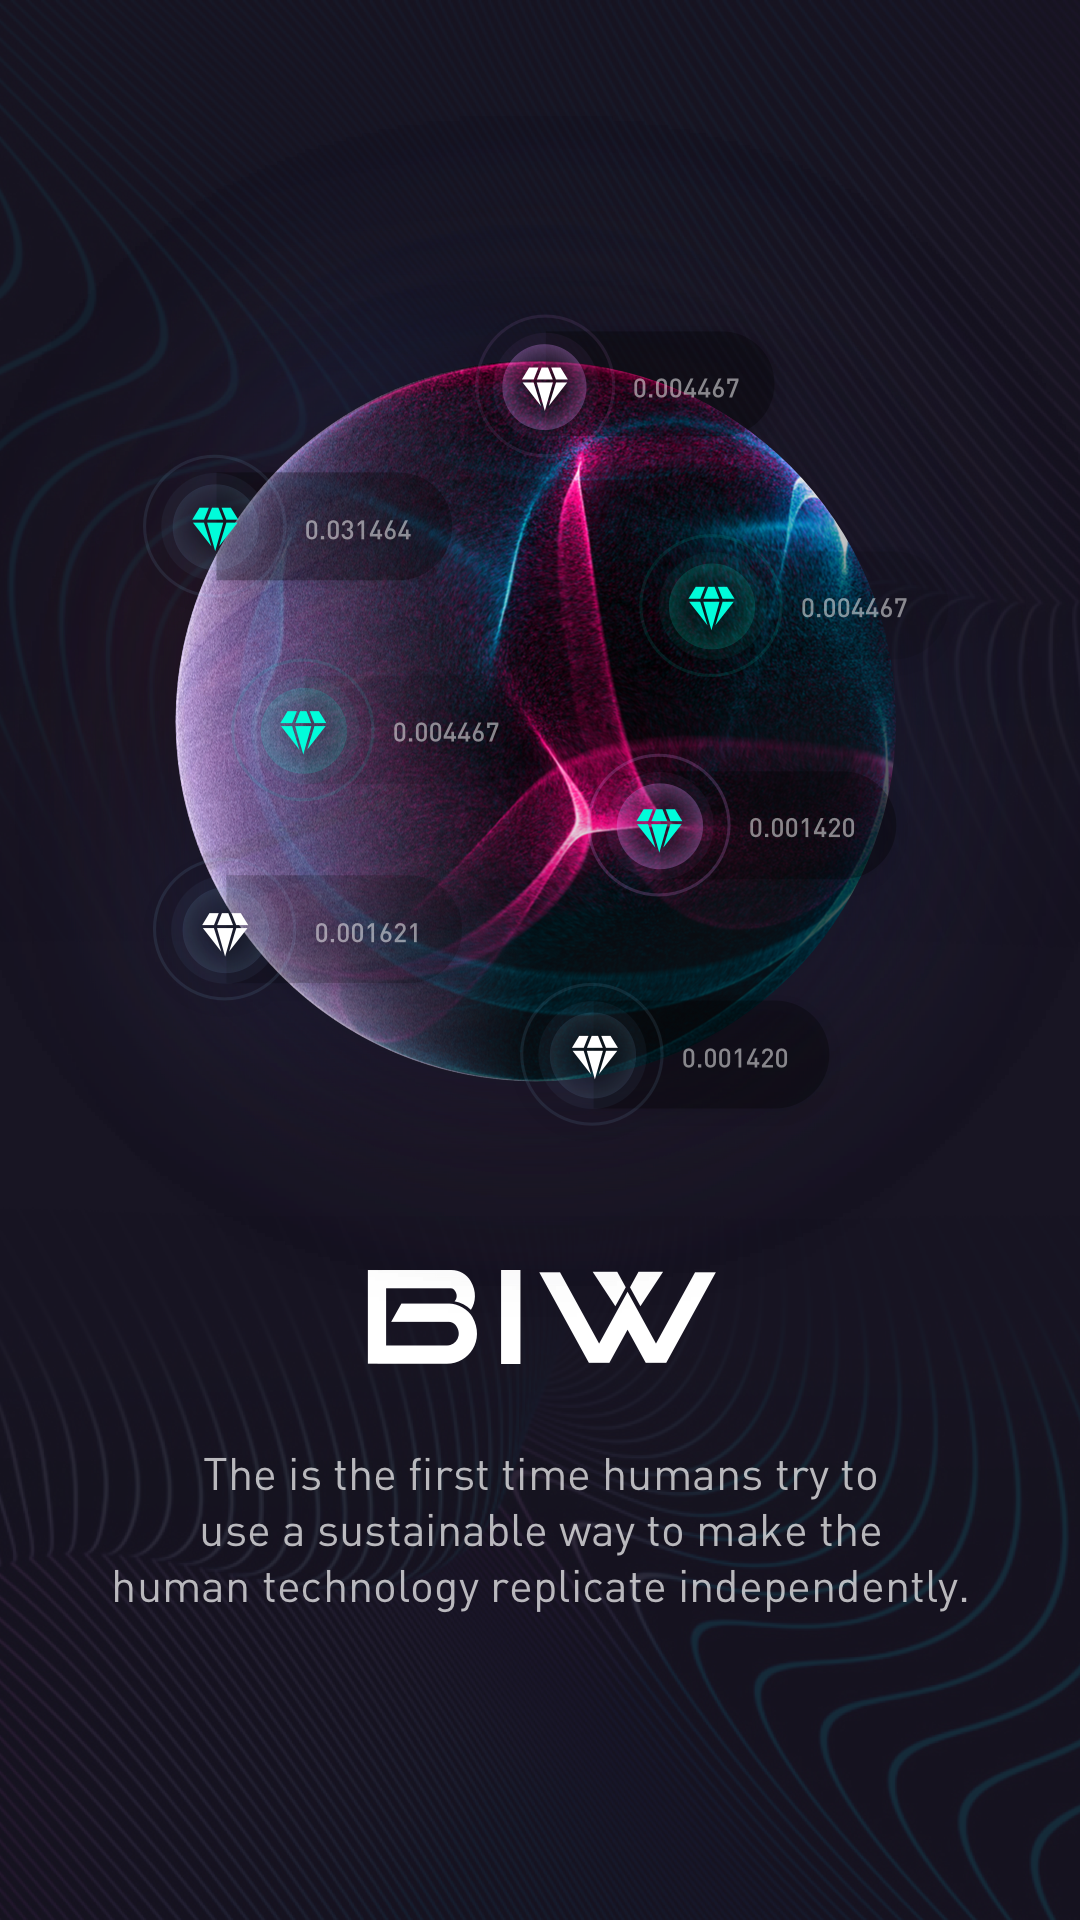 0.004467
0.031464
0.004467
0.004467
0.001420
0.001621
0.001420
BIW
The is the first time humans try to
use a sustainable way to make the
human technology replicate independently.